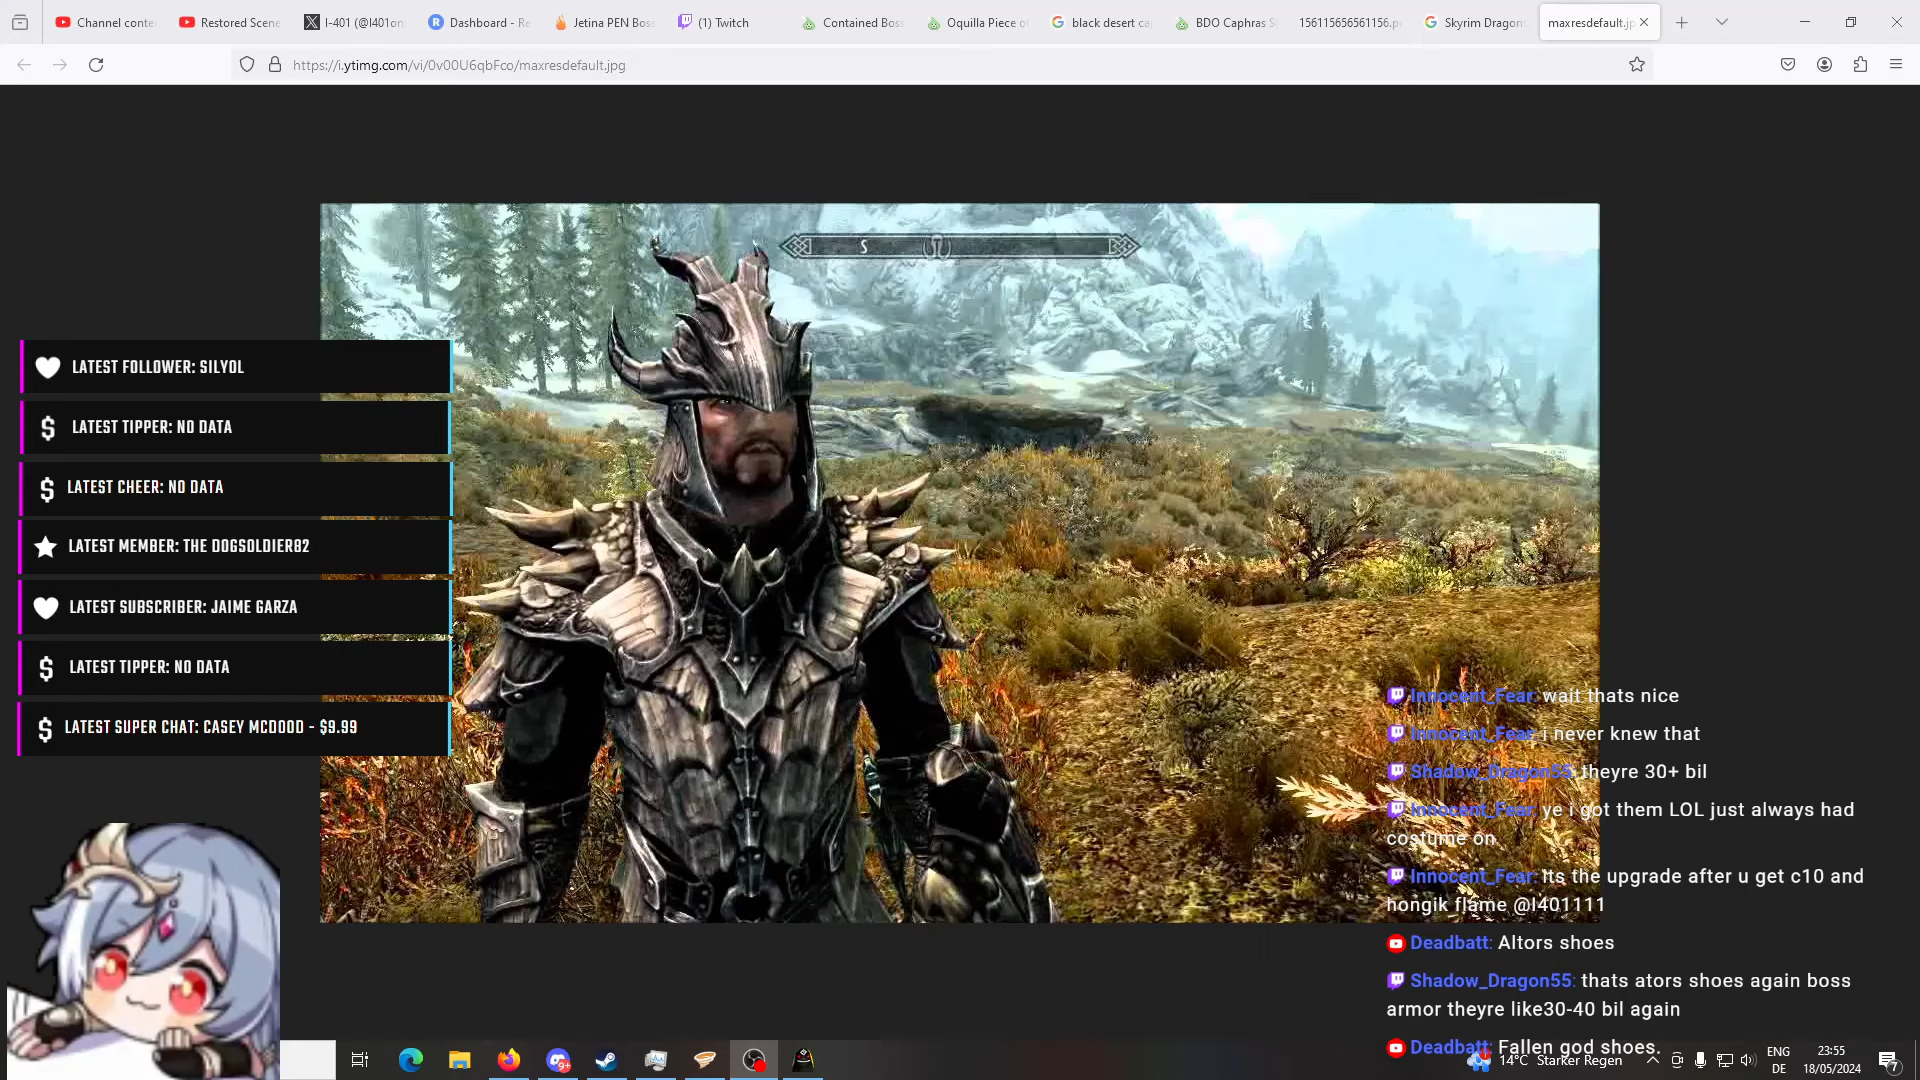 Channel conte
Restored Scene
I-401 (@I401on
Dashboard - Re
Jetina PEN Bos
(1) Twitch
Contained Bos
Oquilla Piece o
black desert ca
BDO Caphras S
156115656561156.p
Skyrim Dragon
maxresdefault.jp
https://i.ytimg.com/vi/0v00U6qbFco/maxresdefault.jpg
S
LATEST FOLLOWER: SILYOL
LATEST TIPPER: NO DATA
LATEST CHEER: NO DATA
LATEST MEMBER: THE DOGSOLDIER82
LATEST SUBSCRIBER: JAIME GARZA
LATEST TIPPER: NO DATA
LATEST SUPER CHAT: CASEY MCDOOD - $9.99
Innocent_Fear: wait thats nice
Innocent_Fear: i never knew that
Shadow_Dragon55: theyre 30+ bil
Innocent_Fear: ye i got them LOL just always had
costume on
Innocent_Fear: Its the upgrade after u get c10 and
hongik flame @I401111
Deadbatt: Altors shoes
Shadow_Dragon55: thats ators shoes again boss
armor theyre like30-40 bil again
Deadbatt: Fallen god shoes.
9+
14°C Starker Regen
ENG
DE
23:55
18/05/2024
7